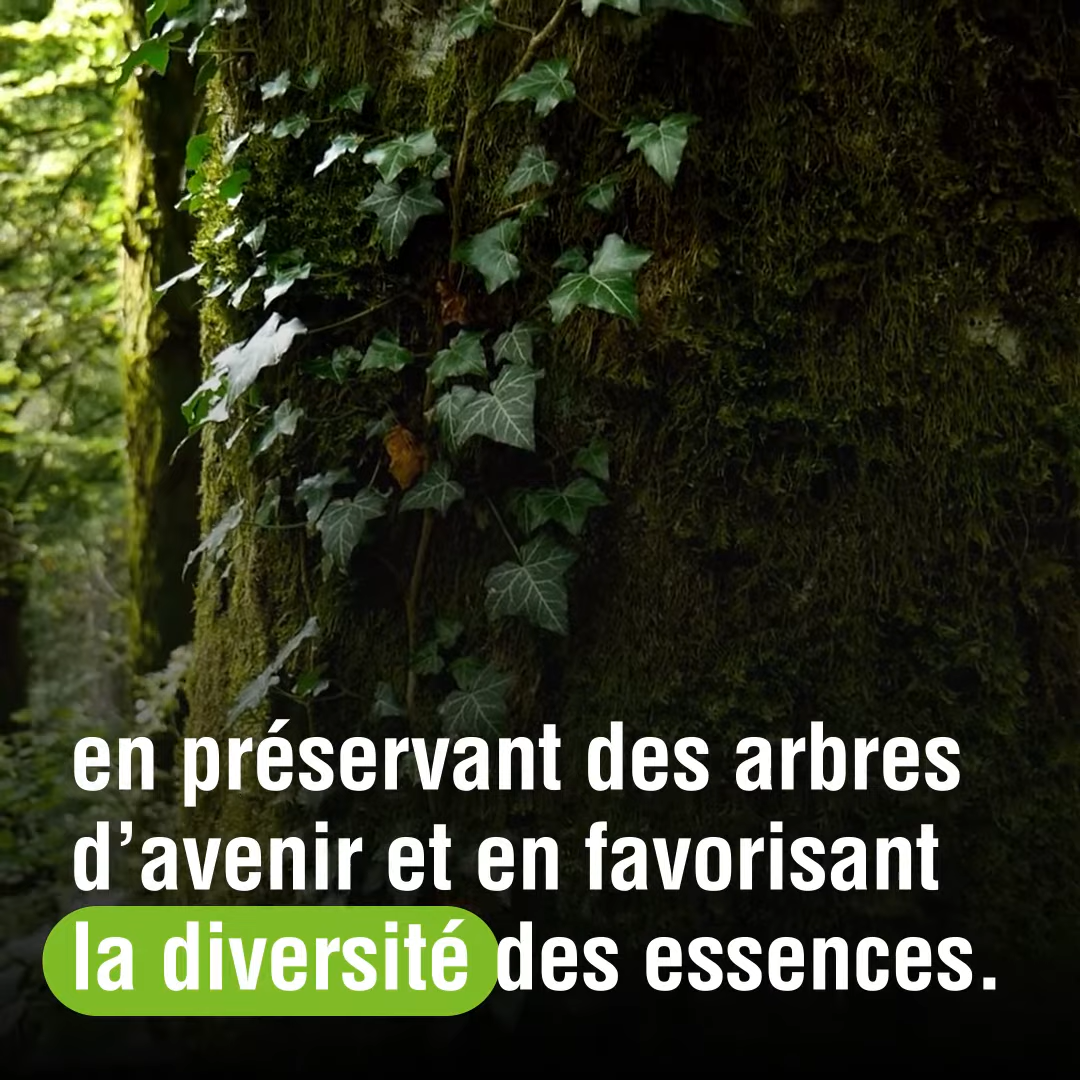 en préservant des arbres
d’avenir et en favorisant
la diversité des essences.